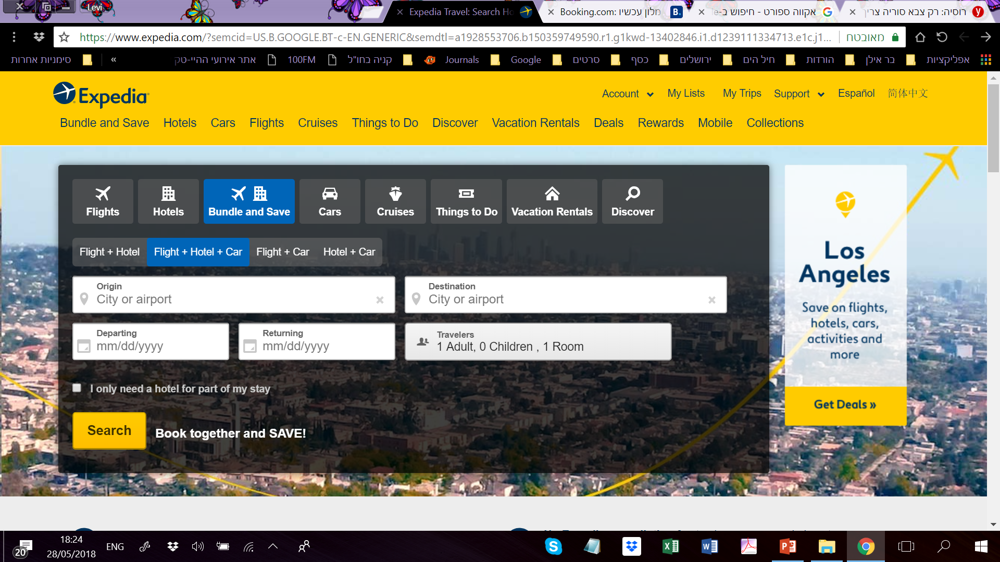 Levi
Expedia Travel: Search Ho
Booking.com: מלון עכשיו
אקווה ספורט - חיפוש ב-
רוסיה: רק צבא סוריה צריך
https://www.expedia.com/?semcid=US.B.GOOGLE.BT-c-EN.GENERIC&semdtl=a1928553706.b150359749590.r1.g1kwd-13402846.i1.d1239111334713.e1c.j1...
מאובטח
אפליקציות
בר אילן
הורדות
חיל הים
ירושלים
כסף
סרטים
Google
Journals
קניה בחו"ל
100FM
אתר אירועי ההיי-טק
«
סימניות אחרות
Expedia
Account
My Lists
My Trips
Support
Español
简体中文
Bundle and Save
Hotels
Cars
Flights
Cruises
Things to Do
Discover
Vacation Rentals
Deals
Rewards
Mobile
Collections
Flights
Hotels
Bundle and Save
Cars
Cruises
Things to Do
Vacation Rentals
Discover
Flight + Hotel
Flight + Hotel + Car
Flight + Car
Hotel + Car
Origin
City or airport
Destination
City or airport
Departing
mm/dd/yyyy
Returning
mm/dd/yyyy
Travelers
1 Adult, 0 Children , 1 Room
I only need a hotel for part of my stay
Search
Book together and SAVE!
Los
Angeles
Save on flights,
hotels, cars,
activities and
more
Get Deals »
20
18:24
28/05/2018
ENG